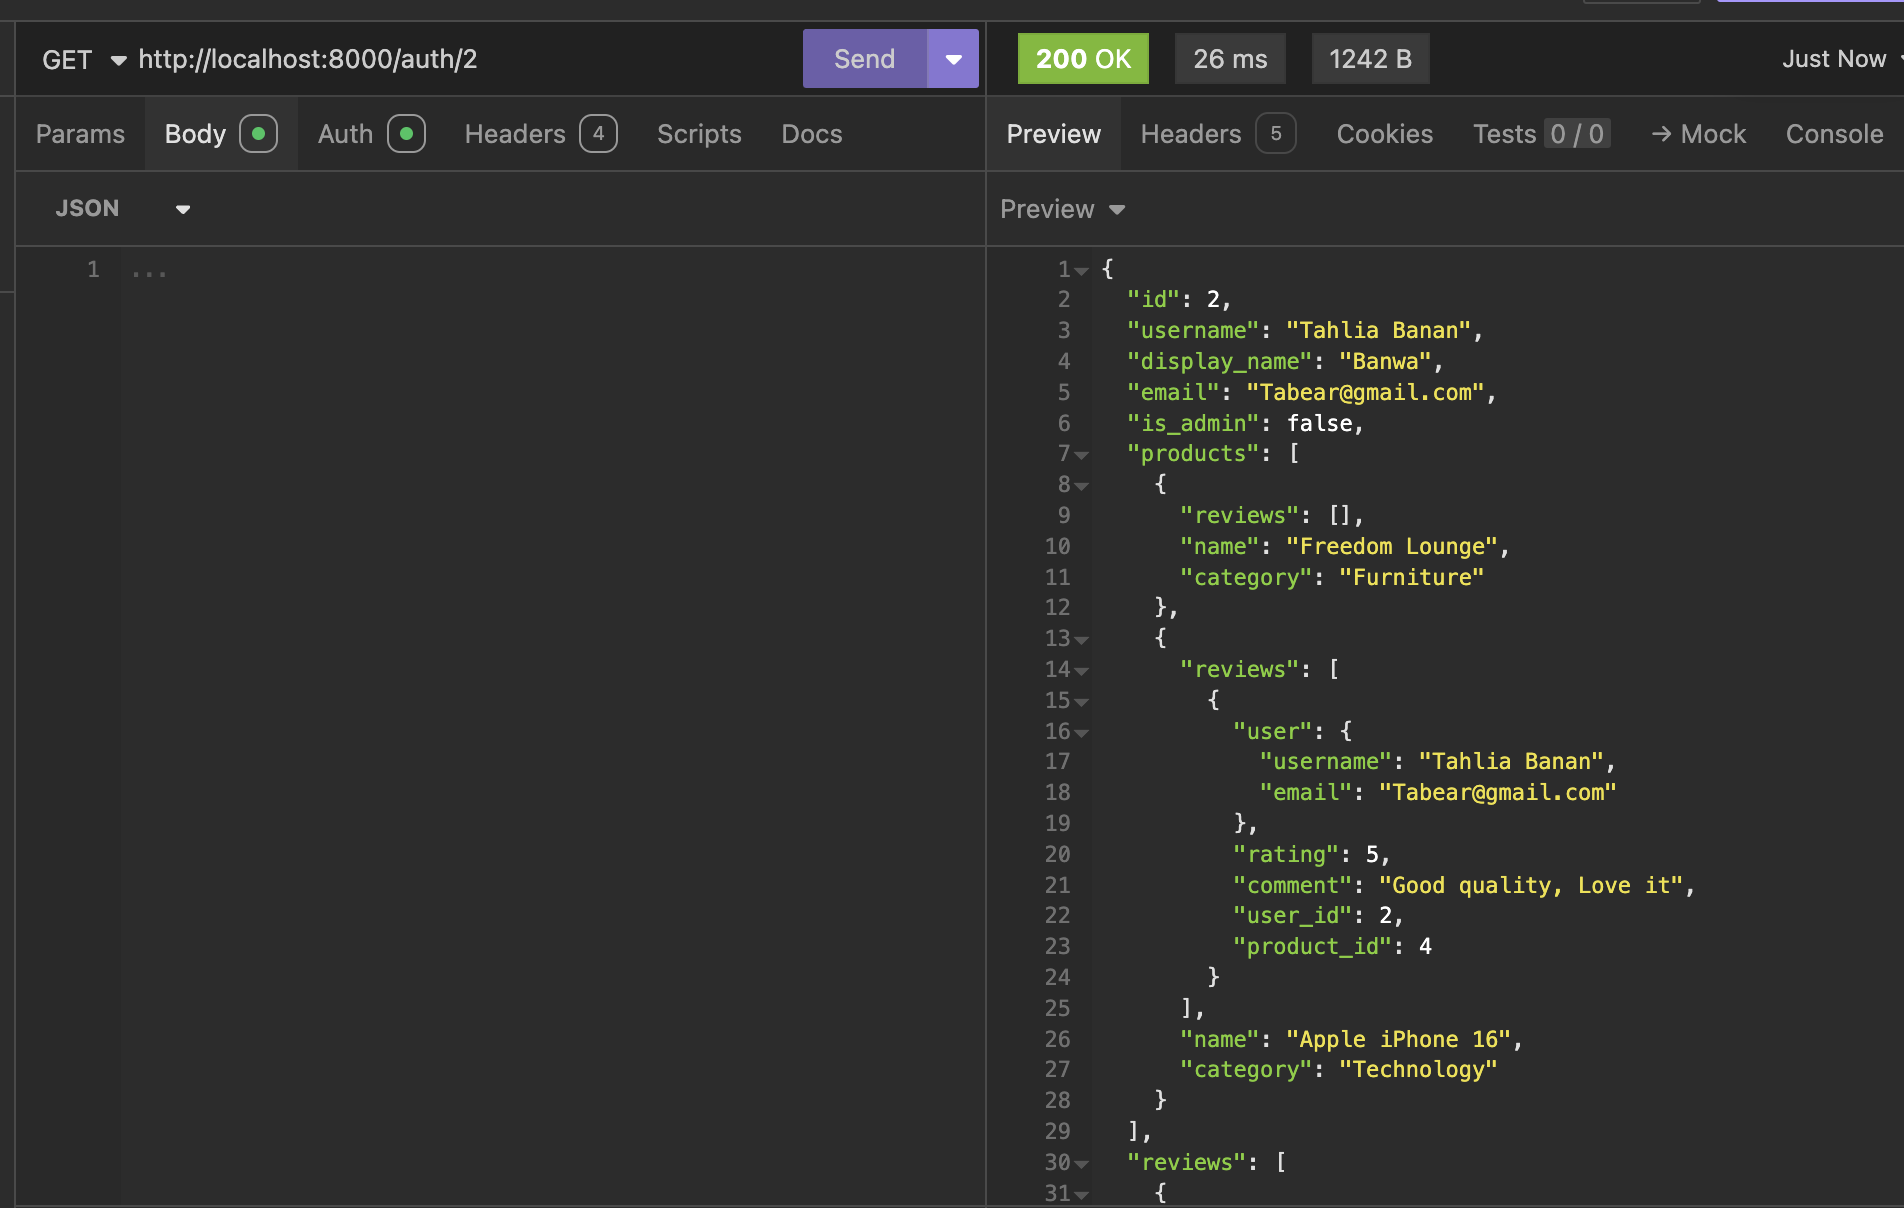 GET http://localhost:8000/auth/2 Send
200 OK 26 ms 1242 B Just Now
Params Body Auth Headers 4 Scripts Docs
Preview Headers 5 Cookies Tests 0 / 0 → Mock Console
JSON
Preview
1 ...
1 {
2 "id": 2,
3 "username": "Tahlia Banan",
4 "display_name": "Banwa",
5 "email": "Tabear@gmail.com",
6 "is_admin": false,
7 "products": [
8 {
9 "reviews": [],
10 "name": "Freedom Lounge",
11 "category": "Furniture"
12 },
13 {
14 "reviews": [
15 {
16 "user": {
17 "username": "Tahlia Banan",
18 "email": "Tabear@gmail.com"
19 },
20 "rating": 5,
21 "comment": "Good quality, Love it",
22 "user_id": 2,
23 "product_id": 4
24 }
25 ],
26 "name": "Apple iPhone 16",
27 "category": "Technology"
28 }
29 ],
30 "reviews": [
31 {